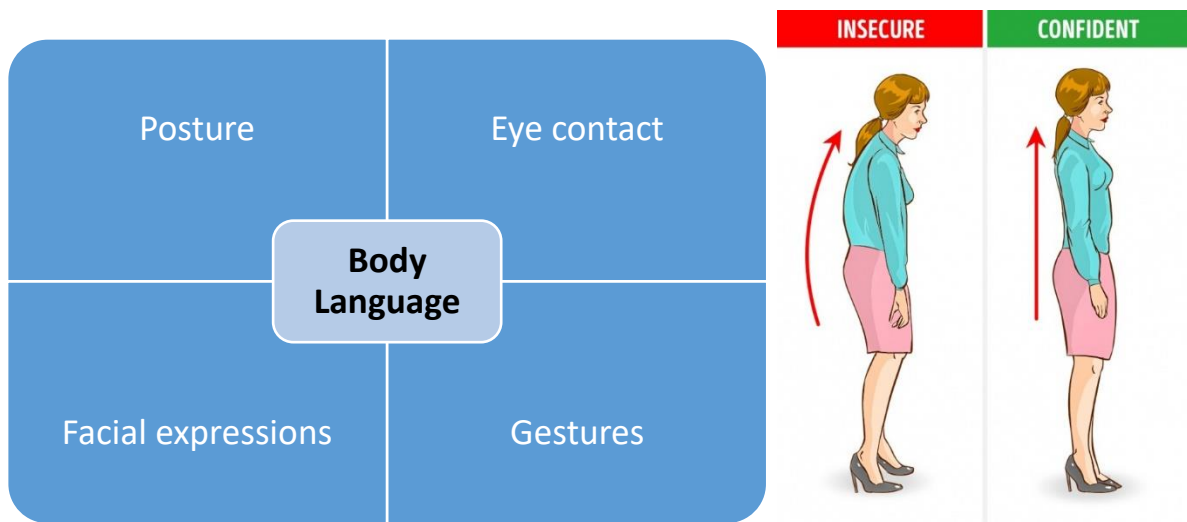 Posture
Eye contact
Body
Language
Facial expressions
Gestures
INSECURE
CONFIDENT